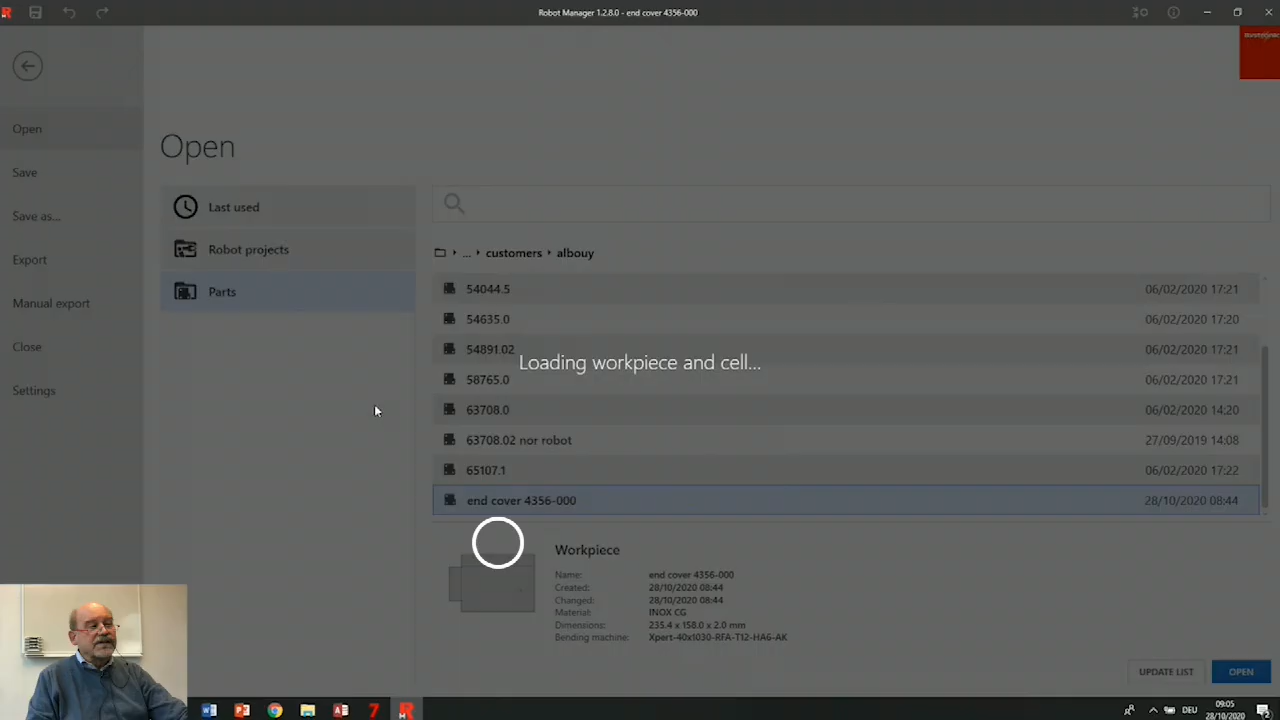 Robot Manager 1.2.8.0 - end cover 4356-000
Open
Save
Save as...
Export
Manual export
Close
Settings
Open
Last used
Robot projects
Parts
... customers albouy
54044.5 06/02/2020 17:21
54635.0 06/02/2020 17:20
54891.02 06/02/2020 17:21
Loading workpiece and cell...
58765.0 06/02/2020 17:21
63708.0 06/02/2020 14:20
63708.02 nor robot 27/09/2019 14:08
65107.1 06/02/2020 17:22
end cover 4356-000 28/10/2020 08:44
Workpiece
Name: end cover 4356-000
Created: 28/10/2020 08:44
Changed: 28/10/2020 08:44
Material: INOX CG
Dimensions: 235.4 x 158.0 x 2.0 mm
Bending machine: Xpert-40x1030-RFA-T12-HA6-AK
UPDATE LIST OPEN
DEU 09:05
28/10/2020